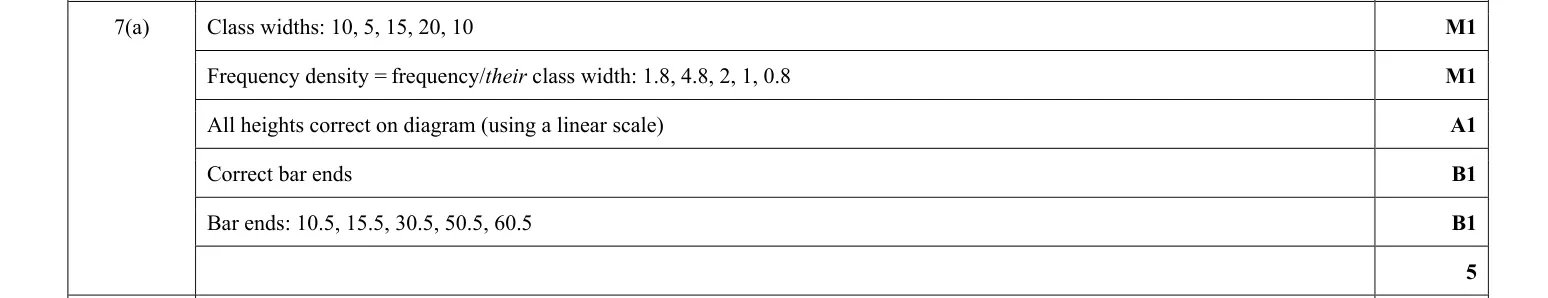 7(a) Class widths: 10, 5, 15, 20, 10 M1
Frequency density = frequency/their class width: 1.8, 4.8, 2, 1, 0.8 M1
All heights correct on diagram (using a linear scale) A1
Correct bar ends B1
Bar ends: 10.5, 15.5, 30.5, 50.5, 60.5 B1
5